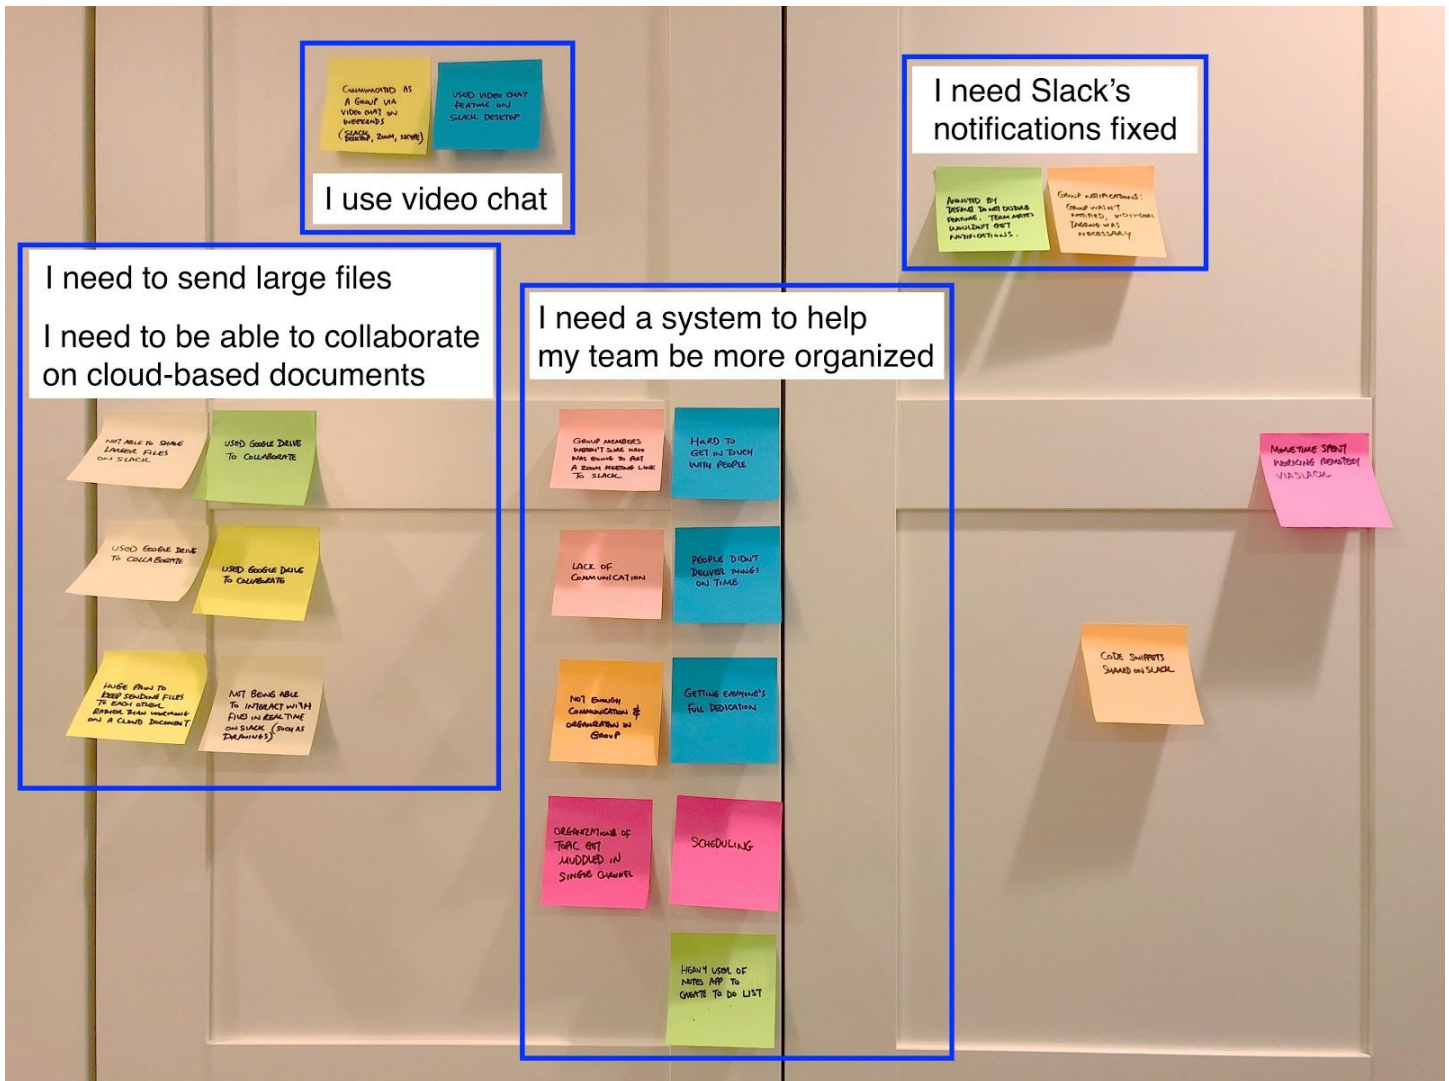 COMMUNICATED AS
A GROUP VIA
VIDEO CHAT ON
WEEKENDS
(SLACK DESKTOP, ZOOM, SKYPE)
USED VIDEO CHAT
FEATURE ON
SLACK DESKTOP
I use video chat
I need Slack's
notifications fixed
ANNOYED BY
DEFAULT DO NOT DISTURB
FEATURE. TEAM MATES
WOULDN'T GET
NOTIFICATIONS.
GROUP NOTIFICATIONS:
GROUP WASN'T
NOTIFIED, INDIVIDUAL
TAGGING WAS
NECESSARY
I need to send large files
I need to be able to collaborate
on cloud-based documents
NOT ABLE TO SHARE
LARGER FILES
ON SLACK
USED GOOGLE DRIVE
TO COLLABORATE
USED GOOGLE DRIVE
TO COLLABORATE
USED GOOGLE DRIVE
TO COLLABORATE
HUGE PAIN TO
KEEP SENDING FILES
TO EACH OTHER
RATHER THAN WORKING
ON A CLOUD DOCUMENT
NOT BEING ABLE
TO INTERACT WITH
FILES IN REAL TIME
ON SLACK (SUCH AS
DRAWINGS)
I need a system to help
my team be more organized
GROUP MEMBERS
WEREN'T SURE WHO
WAS GOING TO PUT
A ZOOM MEETING LINK
TO SLACK
HARD TO
GET IN TOUCH
WITH PEOPLE
LACK OF
COMMUNICATION
PEOPLE DIDN'T
DELIVER THINGS
ON TIME
NOT ENOUGH
COMMUNICATION &
ORGANIZATION IN
GROUP
GETTING EVERYONE'S
FULL DEDICATION
ORGANIZATIONS OF
TOPIC GET
MUDDLED IN
SINGLE CHANNEL
SCHEDULING
HEAVY USER OF
NOTES APP TO
CREATE TO DO LIST
MORE TIME SPENT
WORKING REMOTELY
VIA SLACK
CODE SNIPPETS
SHARED ON SLACK